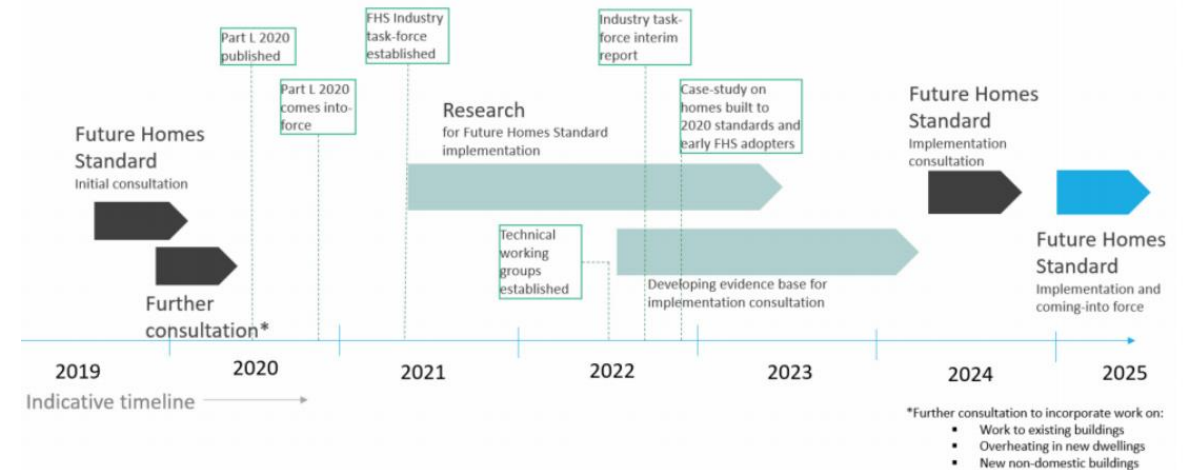 Part L 2020
published
FHS Industry
task-force
established
Industry task-
force interim
report
Part L 2020
comes into-
force
Case-study on
homes built to
2020 standards and
early FHS adopters
Future Homes
Standard
Initial consultation
Research
for Future Homes Standard
implementation
Future Homes
Standard
Implementation
consultation
Further
consultation*
Technical
working
groups
established
Developing evidence base for
implementation consultation
Future Homes
Standard
Implementation and
coming-into force
2019
2020
2021
2022
2023
2024
2025
Indicative timeline
*Further consultation to incorporate work on:
▪ Work to existing buildings
▪ Overheating in new dwellings
▪ New non-domestic buildings